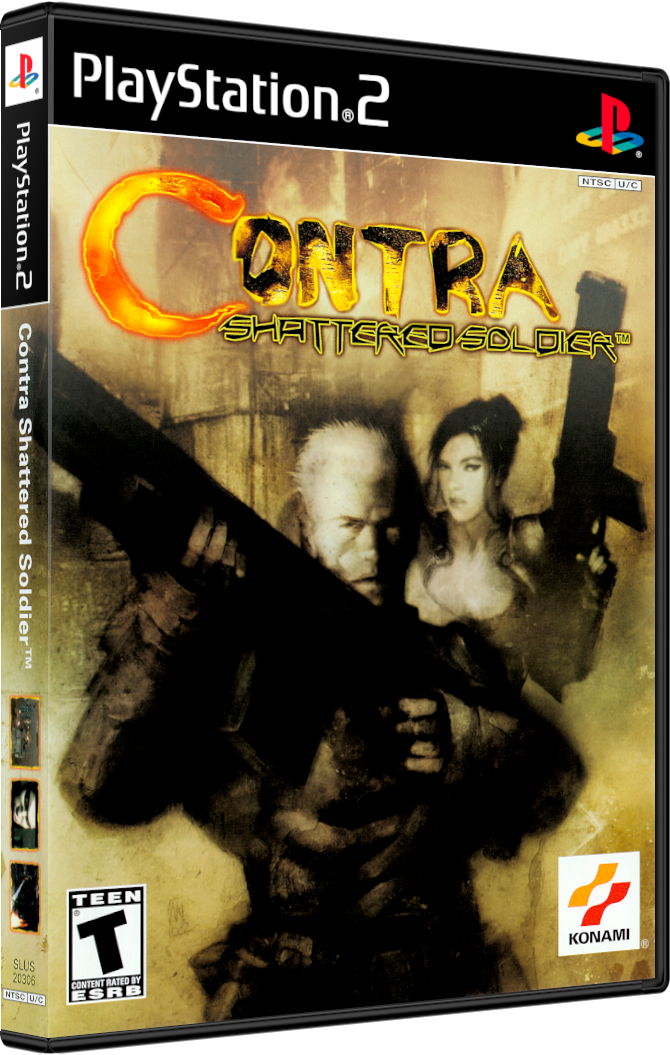 PlayStation®2
PlayStation®2
NTSC U/C
CONTRA
SHATTERED SOLDIER™
Contra Shattered Soldier™
TEEN
®
T
CONTENT RATED BY
ESRB
KONAMI
®
SLUS
20306
NTSC U/C